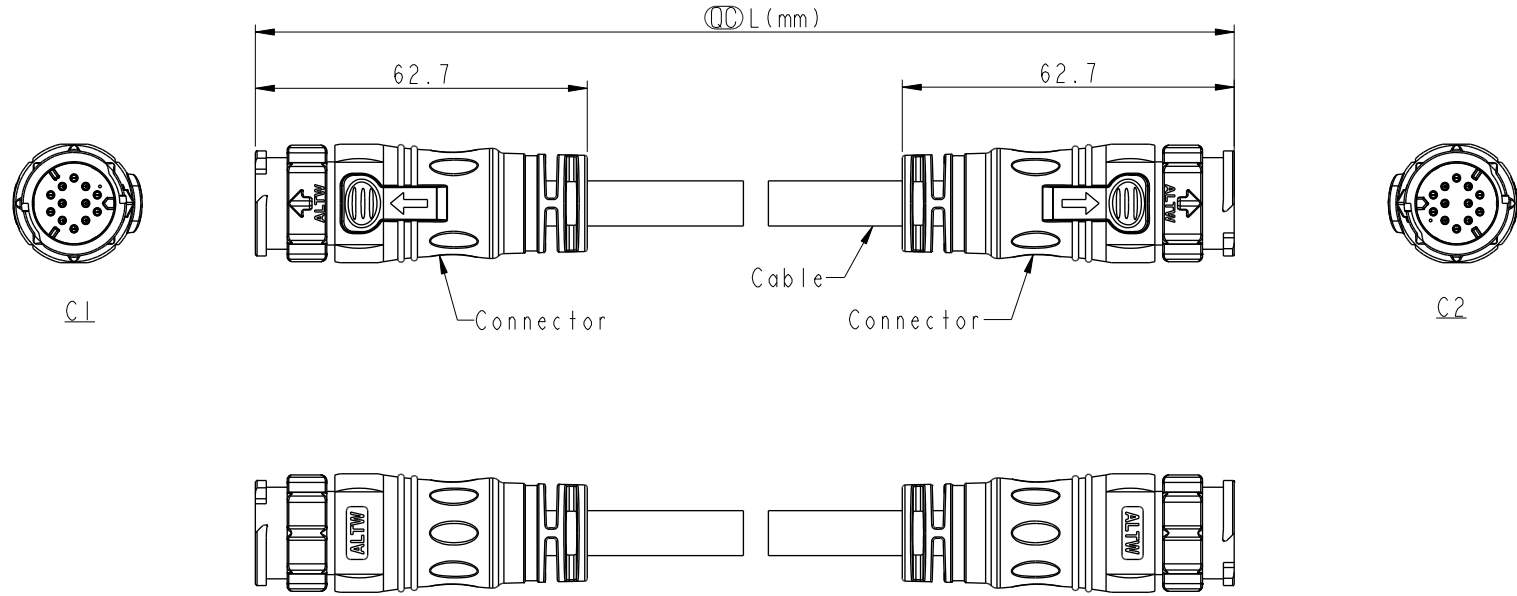 QC L(mm)
62.7
62.7
ALTW
ALTW
Cable
C1
Connector
Connector
C2
ALTW
ALTW